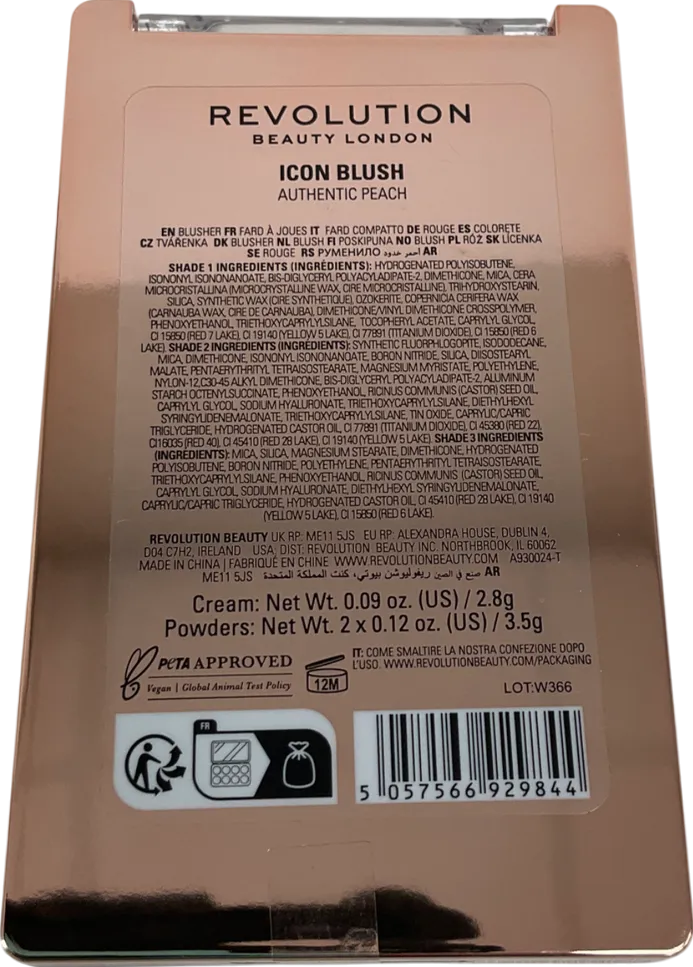 REVOLUTION
BEAUTY LONDON
ICON BLUSH
AUTHENTIC PEACH
EN BLUSHER FR FARD À JOUES IT FARD COMPATTO DE ROUGE ES COLORETE
CZ TVÁŘENKA DK BLUSHER NL BLUSH FI POSKIPUNA NO BLUSH PL RÓŻ SK LÍCENKA
SE ROUGE RS РУМЕНИЛО أحمر خدود AR
SHADE 1 INGREDIENTS (INGRÉDIENTS): HYDROGENATED POLYISOBUTENE,
ISONONYL ISONONANOATE, BIS-DIGLYCERYL POLYACYLADIPATE-2, DIMETHICONE, MICA, CERA
MICROCRISTALLINA (MICROCRYSTALLINE WAX, CIRE MICROCRISTALLINE), TRIHYDROXYSTEARIN,
SILICA, SYNTHETIC WAX (CIRE SYNTHETIQUE), OZOKERITE, COPERNICIA CERIFERA WAX
(CARNAUBA WAX, CIRE DE CARNAUBA), DIMETHICONE/VINYL DIMETHICONE CROSSPOLYMER,
PHENOXYETHANOL, TRIETHOXYCAPRYLYLSILANE, TOCOPHERYL ACETATE, CAPRYLYL GLYCOL,
CI 15850 (RED 7 LAKE), CI 19140 (YELLOW 5 LAKE), CI 77891 (TITANIUM DIOXIDE), CI 15850 (RED 6
LAKE) SHADE 2 INGREDIENTS (INGRÉDIENTS): SYNTHETIC FLUORPHLOGOPITE, ISODODECANE,
MICA, DIMETHICONE, ISONONYL ISONONANOATE, BORON NITRIDE, SILICA, DIISOSTEARYL
MALATE, PENTAERYTHRITYL TETRAISOSTEARATE, MAGNESIUM MYRISTATE, POLYETHYLENE,
NYLON-12,C30-45 ALKYL DIMETHICONE, BIS-DIGLYCERYL POLYACYLADIPATE-2, ALUMINUM
STARCH OCTENYLSUCCINATE, PHENOXYETHANOL, RICINUS COMMUNIS (CASTOR) SEED OIL,
CAPRYLYL GLYCOL, SODIUM HYALURONATE, TRIETHOXYCAPRYLYLSILANE, DIETHYLHEXYL
SYRINGYLIDENEMALONATE, TRIETHOXYCAPRYLYLSILANE, TIN OXIDE, CAPRYLIC/CAPRIC
TRIGLYCERIDE, HYDROGENATED CASTOR OIL, CI 77891 (TITANIUM DIOXIDE), CI 45380 (RED 22),
CI16035 (RED 40), CI 45410 (RED 28 LAKE), CI 19140 (YELLOW 5 LAKE). SHADE 3 INGREDIENTS
(INGRÉDIENTS): MICA, SILICA, MAGNESIUM STEARATE, DIMETHICONE, HYDROGENATED
POLYISOBUTENE, BORON NITRIDE, POLYETHYLENE, PENTAERYTHRITYL TETRAISOSTEARATE,
TRIETHOXYCAPRYLYLSILANE, PHENOXYETHANOL, RICINUS COMMUNIS (CASTOR) SEED OIL,
CAPRYLYL GLYCOL, SODIUM HYALURONATE, DIETHYLHEXYL SYRINGYLIDENEMALONATE,
CAPRYLIC/CAPRIC TRIGLYCERIDE, HYDROGENATED CASTOR OIL, CI 45410 (RED 28 LAKE), CI 19140
(YELLOW 5 LAKE), CI 15850 (RED 6 LAKE).
REVOLUTION BEAUTY UK RP: ME11 5JS EU RP: ALEXANDRA HOUSE, DUBLIN 4,
D04 C7H2, IRELAND USA, DIST: REVOLUTION BEAUTY INC. NORTHBROOK, IL 60062
MADE IN CHINA | FABRIQUÉ EN CHINE WWW.REVOLUTIONBEAUTY.COM A930024-T
ME11 5JS صنع في الصين ريفوليوشن بيوتي، كنت المملكة المتحدة AR
Cream: Net Wt. 0.09 oz. (US) / 2.8g
Powders: Net Wt. 2 x 0.12 oz. (US) / 3.5g
PETA APPROVED
Vegan | Global Animal Test Policy
12M
IT: COME SMALTIRE LA NOSTRA CONFEZIONE DOPO
L'USO. WWW.REVOLUTIONBEAUTY.COM/PACKAGING
LOT:W366
FR
5 057566 929844